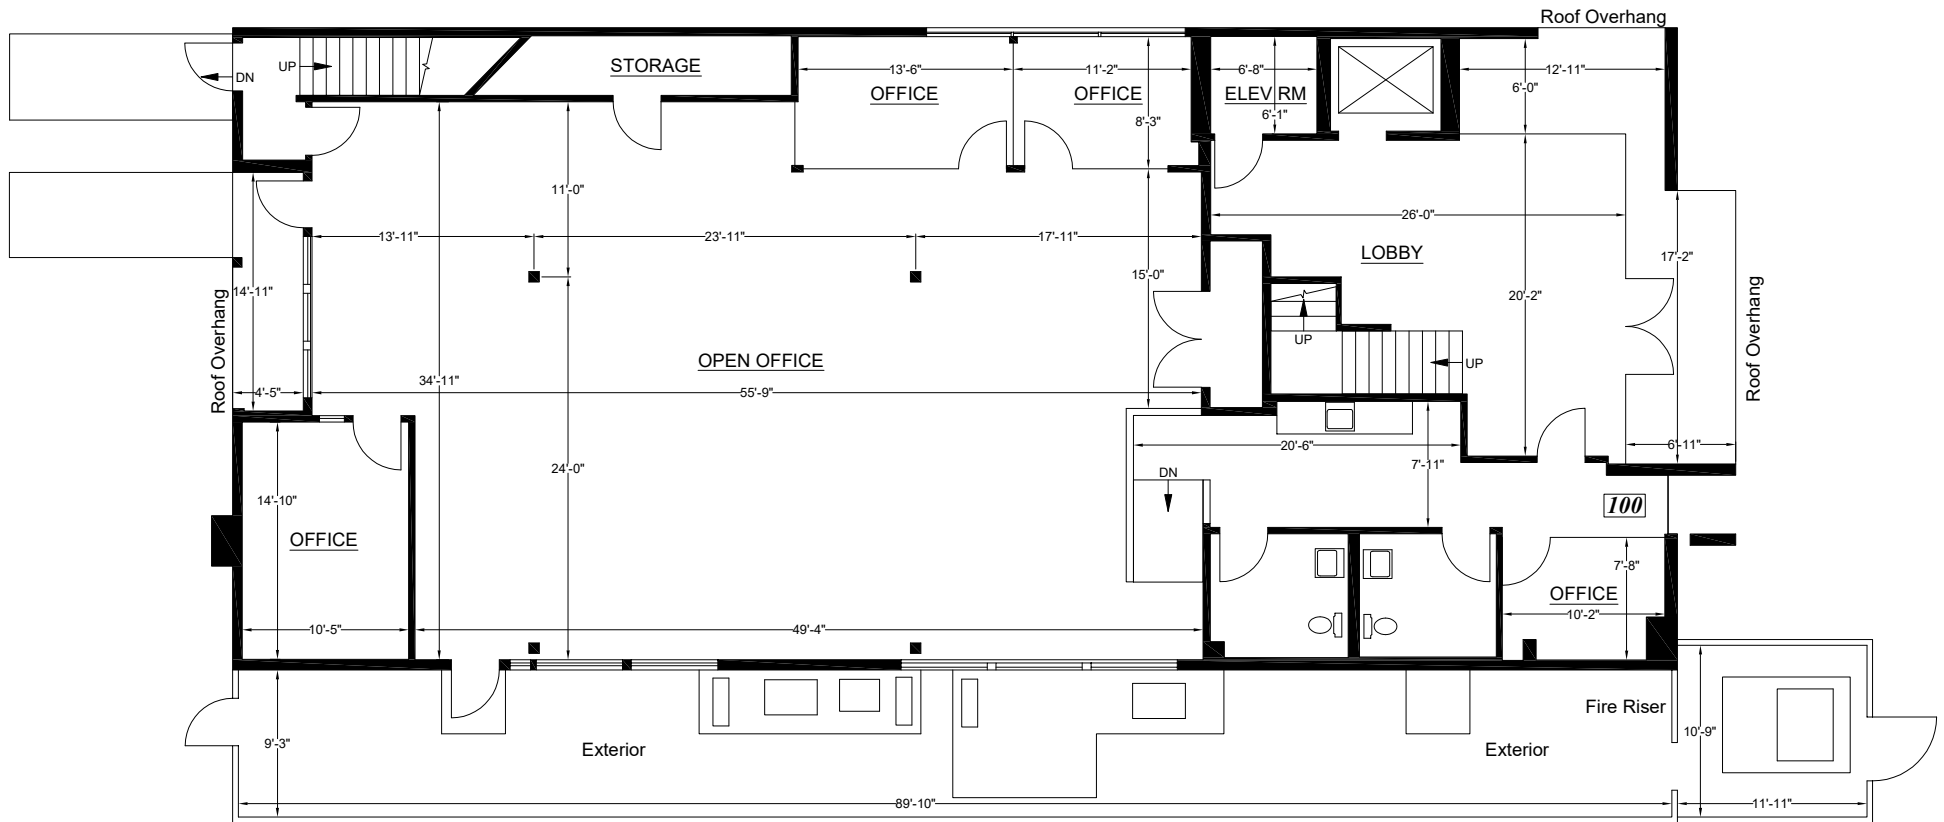 Roof Overhang
UP
DN
STORAGE
13'-6"
11'-2"
6'-8"
12'-11"
OFFICE
OFFICE
ELEV RM
6'-0"
8'-3"
6'-1"
11'-0"
26'-0"
13'-11"
23'-11"
17'-11"
LOBBY
17'-2"
15'-0"
14'-11"
20'-2"
Roof Overhang
Roof Overhang
UP
OPEN OFFICE
UP
34'-11"
4'-5"
55'-9"
20'-6"
6'-11"
7'-11"
24'-0"
DN
14'-10"
100
OFFICE
7'-8"
OFFICE
10'-2"
10'-5"
49'-4"
Fire Riser
9'-3"
Exterior
Exterior
10'-9"
89'-10"
11'-11"